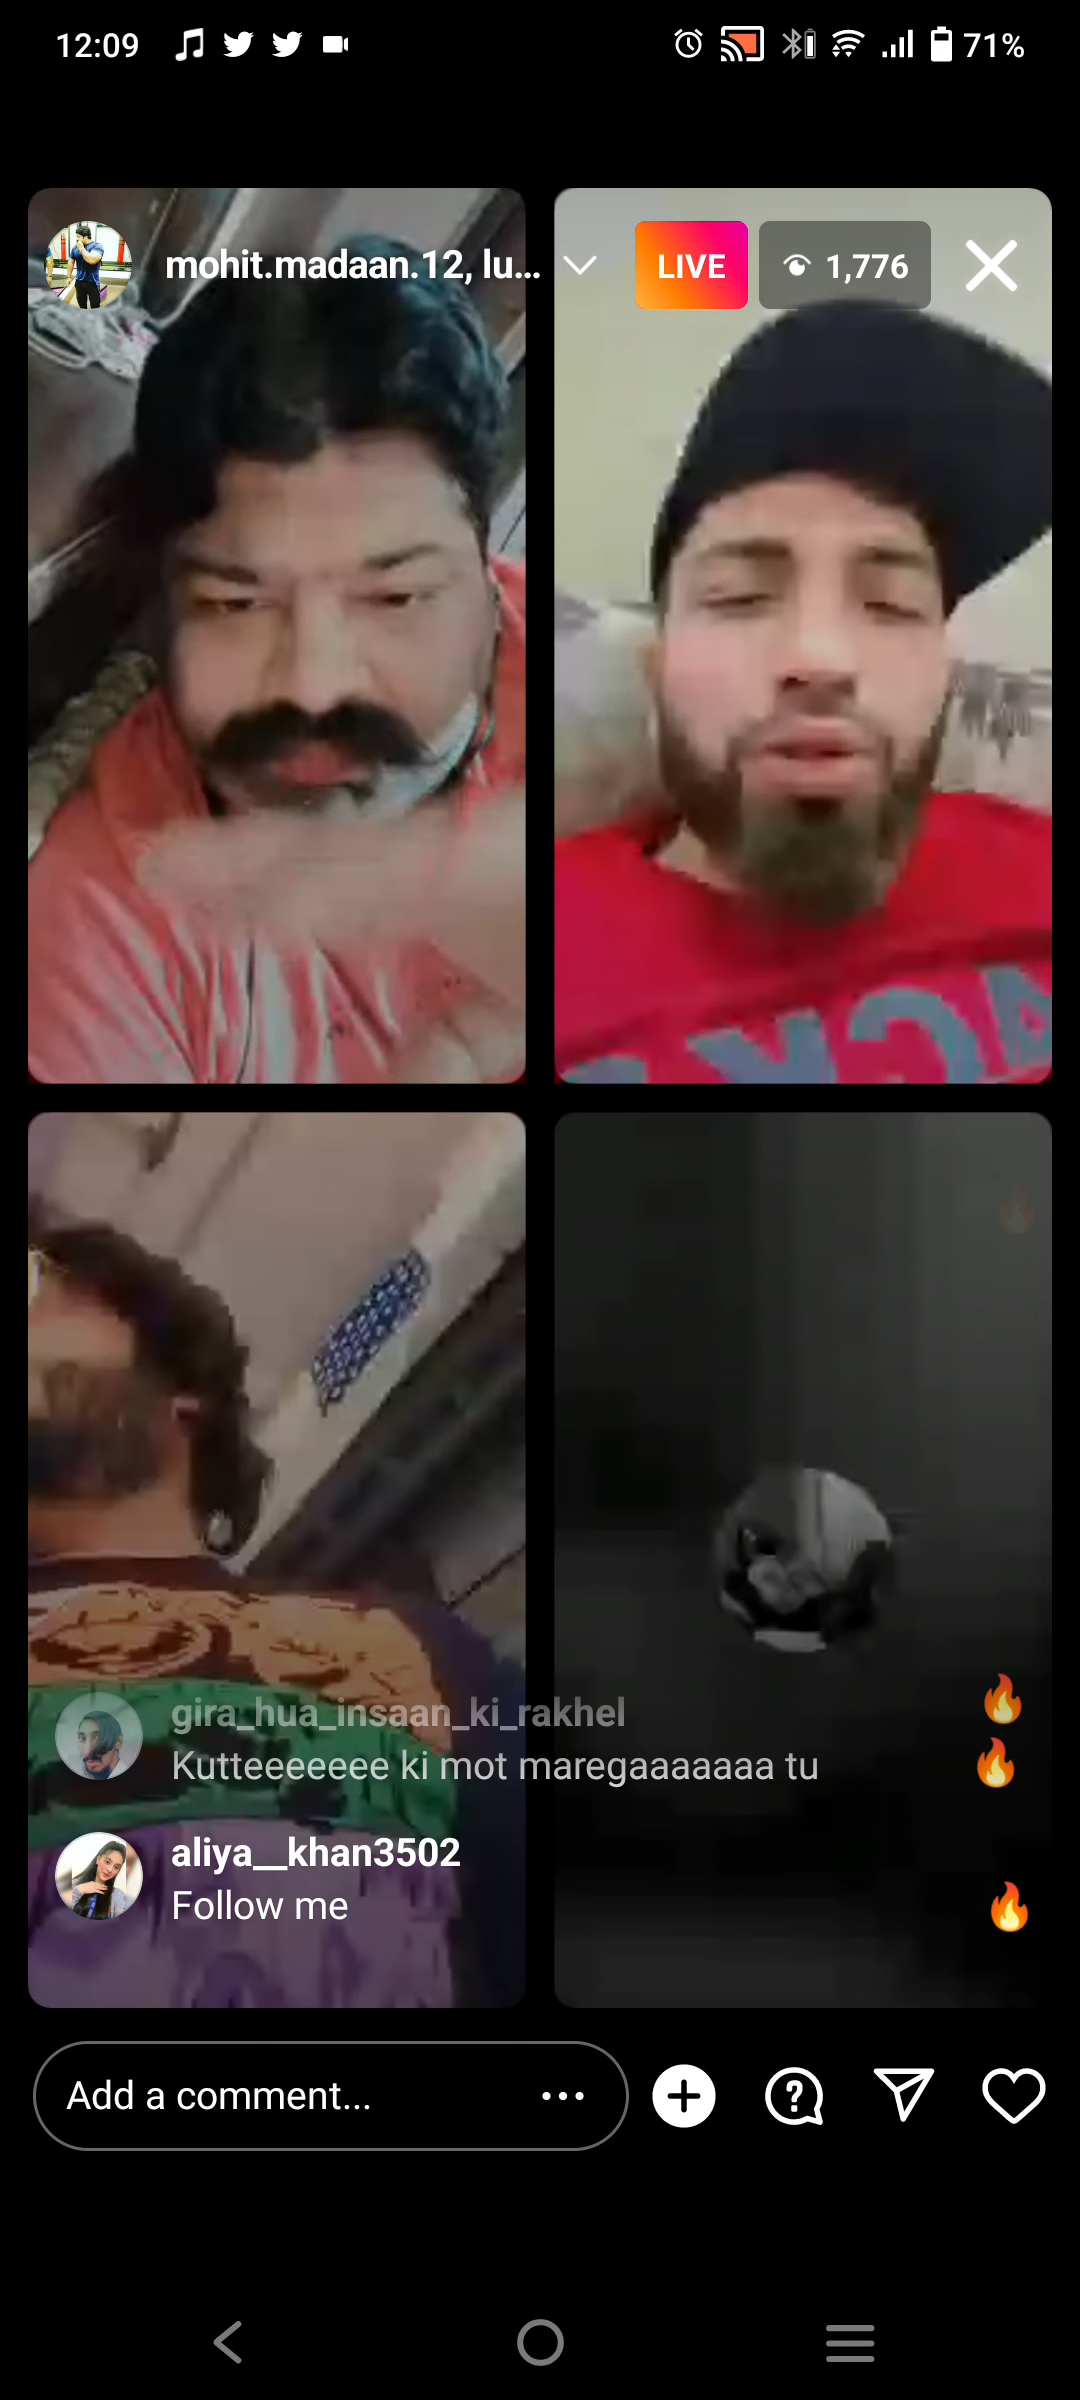 12:09
71%
mohit.madaan.12, lu...
LIVE
1,776
gira_hua_insaan_ki_rakhel
Kutteeeeeee ki mot maregaaaaaaa tu
aliya__khan3502
Follow me
Add a comment...